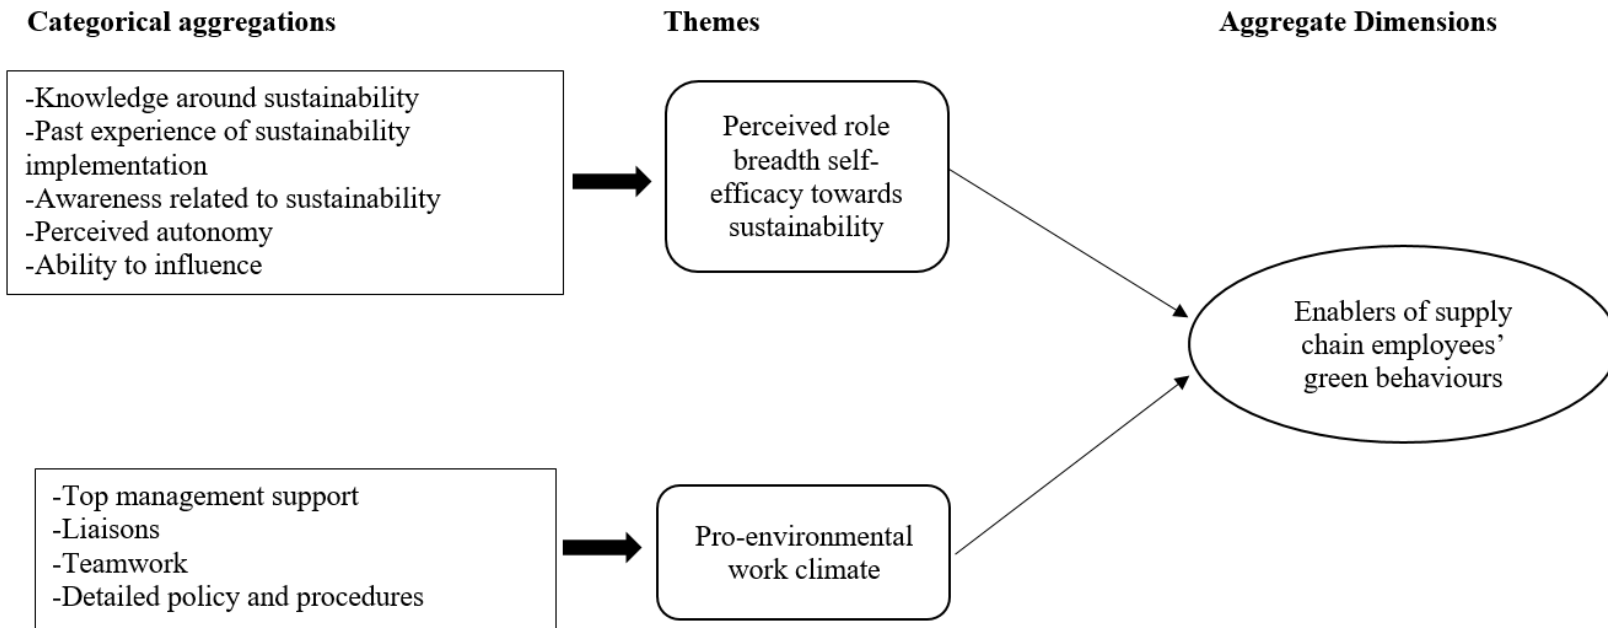 Categorical aggregations
Themes
Aggregate Dimensions
-Knowledge around sustainability
-Past experience of sustainability
implementation
-Awareness related to sustainability
-Perceived autonomy
-Ability to influence
Perceived role
breadth self-
efficacy towards
sustainability
Enablers of supply
chain employees’
green behaviours
-Top management support
-Liaisons
-Teamwork
-Detailed policy and procedures
Pro-environmental
work climate